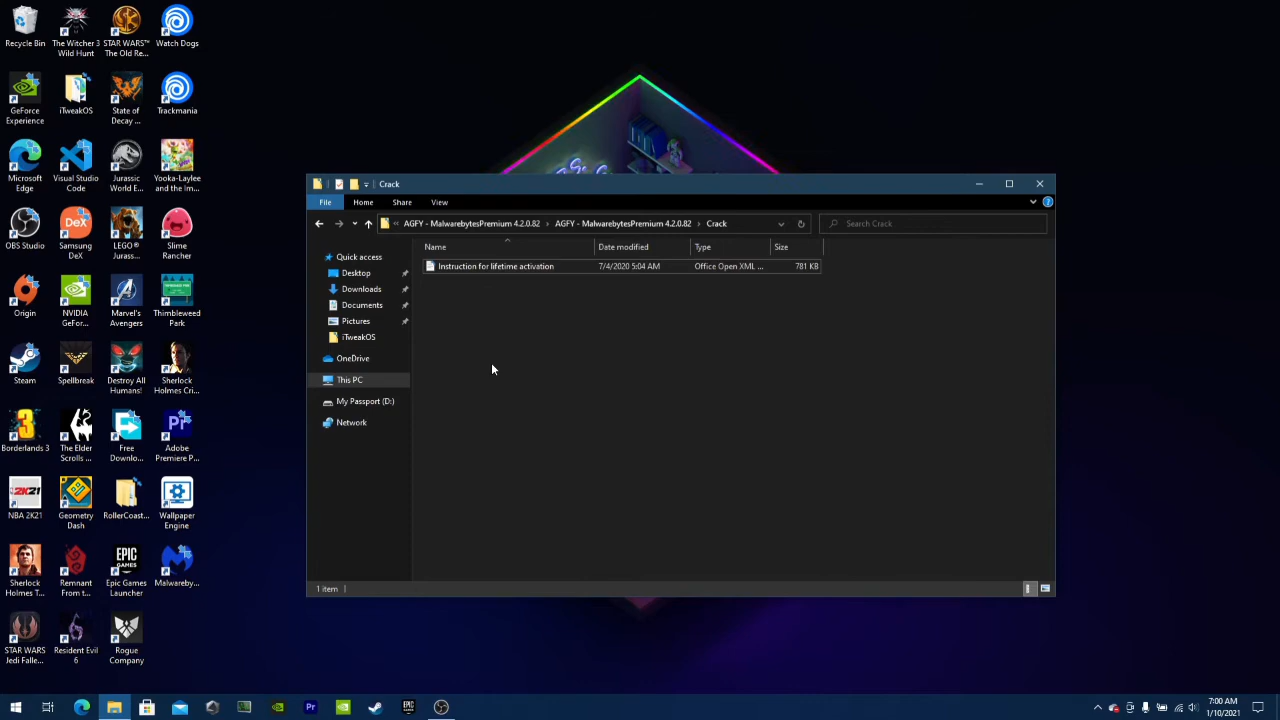 Recycle Bin
The Witcher 3
Wild Hunt
STAR WARS™
The Old Re...
Watch Dogs
GeForce
Experience
iTweakOS
State of
Decay ...
Trackmania
Microsoft
Edge
Visual Studio
Code
Jurassic
World E...
Yooka-Laylee
and the Im...
OBS Studio
Samsung
DeX
LEGO®
Jurass...
Slime
Rancher
Origin
NVIDIA
GeFor...
Marvel's
Avengers
Thimbleweed
Park
Steam
Spellbreak
Destroy All
Humans!
Sherlock
Holmes Cri...
Borderlands 3
The Elder
Scrolls ...
Free
Downlo...
Adobe
Premiere P...
NBA 2K21
Geometry
Dash
RollerCoast...
Wallpaper
Engine
Sherlock
Holmes T...
Remnant
From t...
Epic Games
Launcher
Malwareby...
STAR WARS
Jedi Falle...
Resident Evil
6
Rogue
Company
Crack
File Home Share View
« AGFY - MalwarebytesPremium 4.2.0.82 > AGFY - MalwarebytesPremium 4.2.0.82 > Crack
Search Crack
Name Date modified Type Size
Instruction for lifetime activation 7/4/2020 5:04 AM Office Open XML ... 781 KB
Quick access
Desktop
Downloads
Documents
Pictures
iTweakOS
OneDrive
This PC
My Passport (D:)
Network
1 item
7:00 AM
1/10/2021